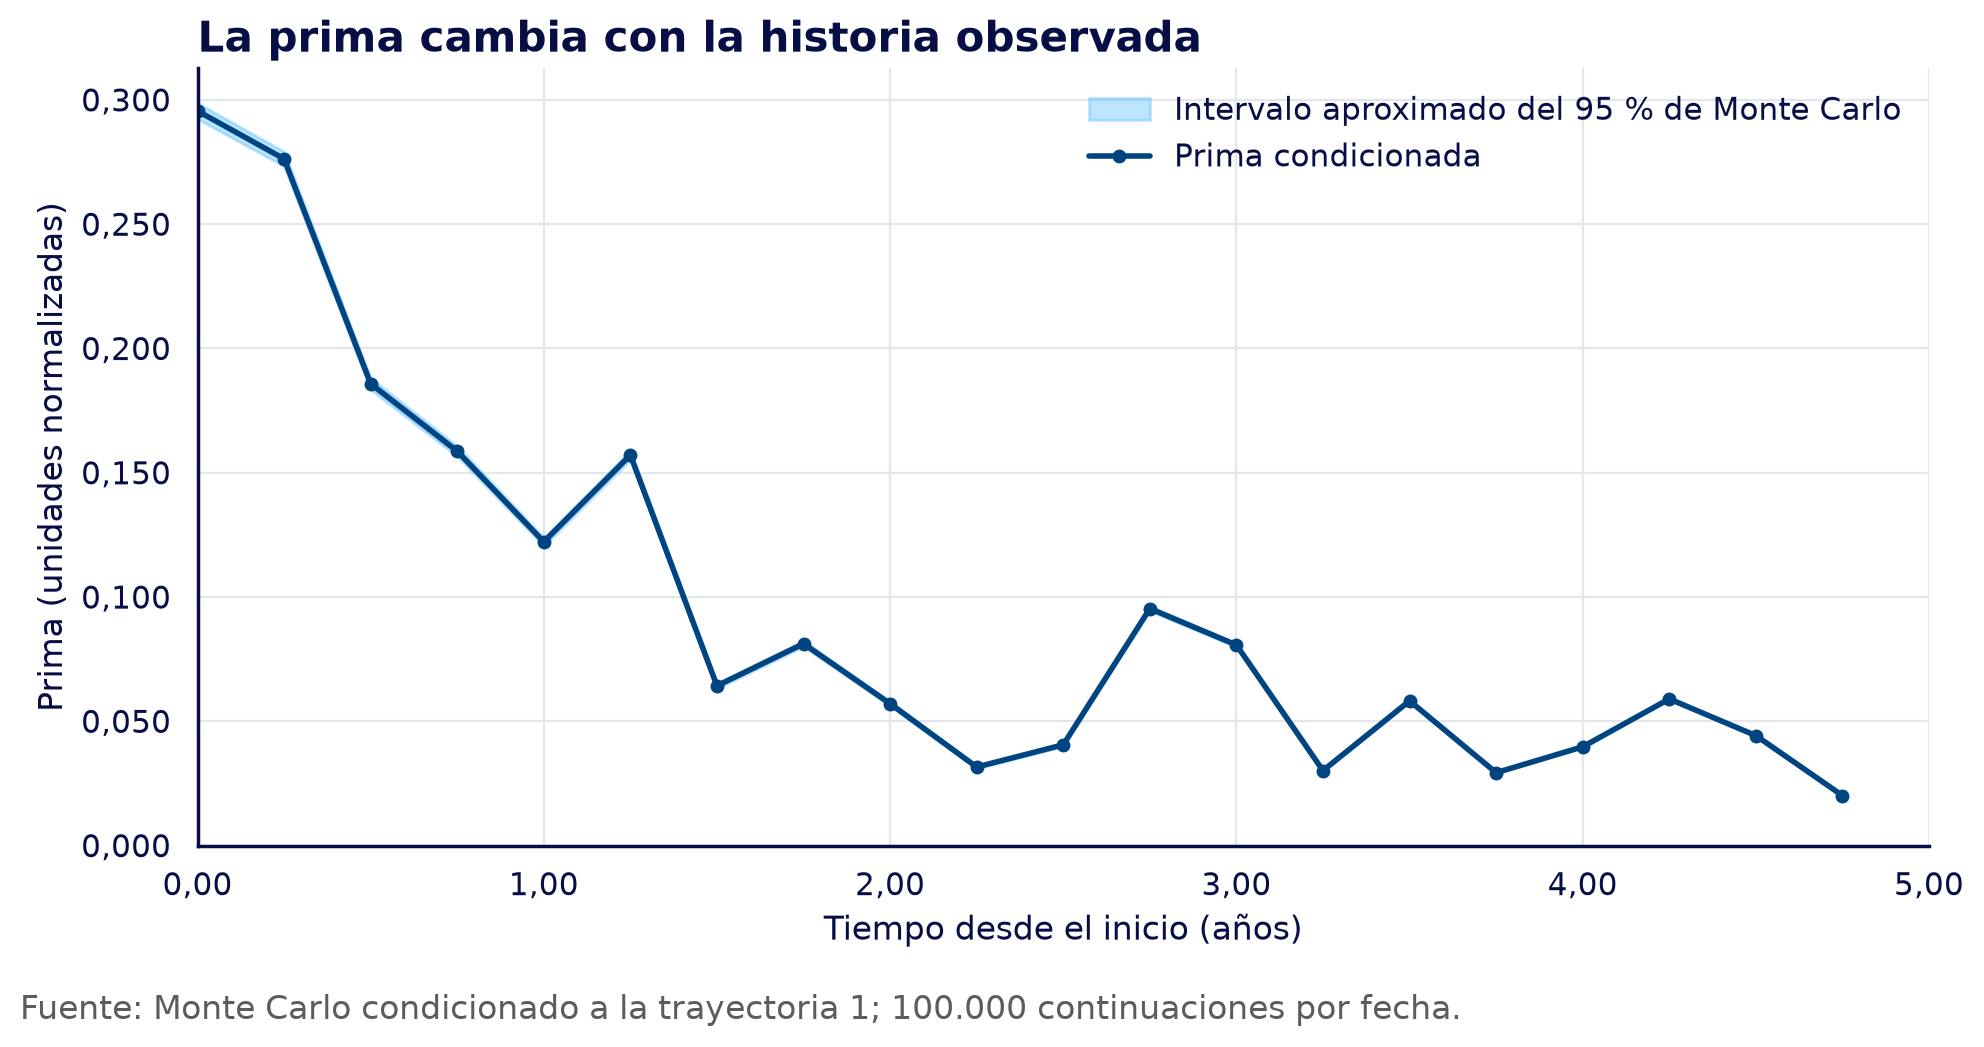 La prima cambia con la historia observada
Intervalo aproximado del 95 % de Monte Carlo
Prima condicionada
Prima (unidades normalizadas)
0,300
0,250
0,200
0,150
0,100
0,050
0,000
0,00 1,00 2,00 3,00 4,00 5,00
Tiempo desde el inicio (años)
Fuente: Monte Carlo condicionado a la trayectoria 1; 100.000 continuaciones por fecha.